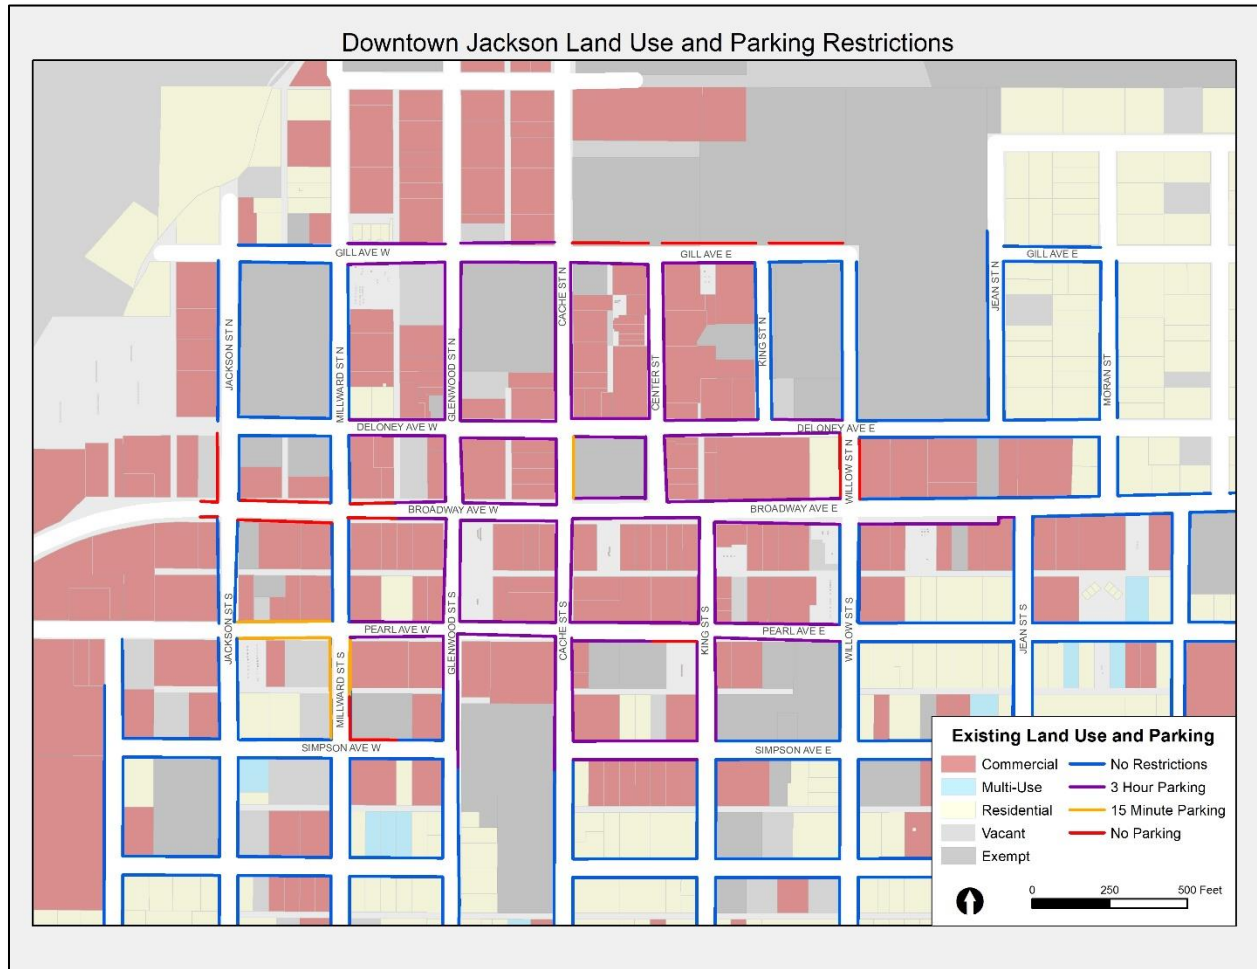 Downtown Jackson Land Use and Parking Restrictions
GILL AVE W
GILL AVE E
GILL AVE E
JACKSON ST N
MILLWARD ST N
GLENWOOD ST N
CACHE ST N
CENTER ST
KING ST N
JEAN ST N
MORAN ST
DELONEY AVE W
DELONEY AVE E
WILLOW ST N
BROADWAY AVE W
BROADWAY AVE E
JACKSON ST S
MILLWARD ST S
GLENWOOD ST S
CACHE ST S
KING ST S
WILLOW ST S
JEAN ST S
PEARL AVE W
PEARL AVE E
SIMPSON AVE W
SIMPSON AVE E
Existing Land Use and Parking
Commercial
Multi-Use
Residential
Vacant
Exempt
No Restrictions
3 Hour Parking
15 Minute Parking
No Parking
0 250 500 Feet